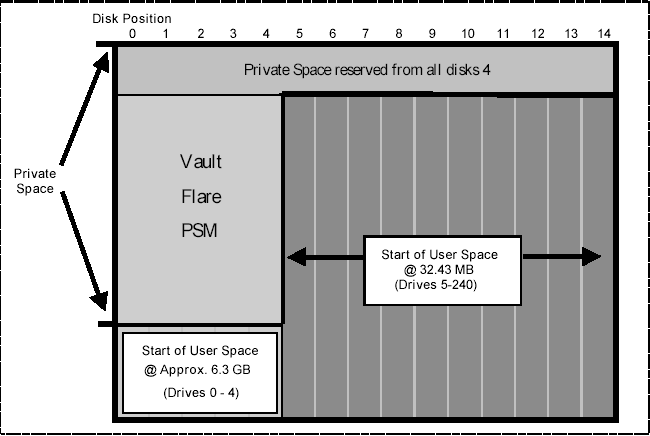 Disk Position
0 1 2 3 4 5 6 7 8 9 10 11 12 13 14
Private Space reserved from all disks 4
Vault
Flare
PSM
Private
Space
Start of User Space
@ 32.43 MB
(Drives 5-240)
Start of User Space
@ Approx. 6.3 GB
(Drives 0 - 4)